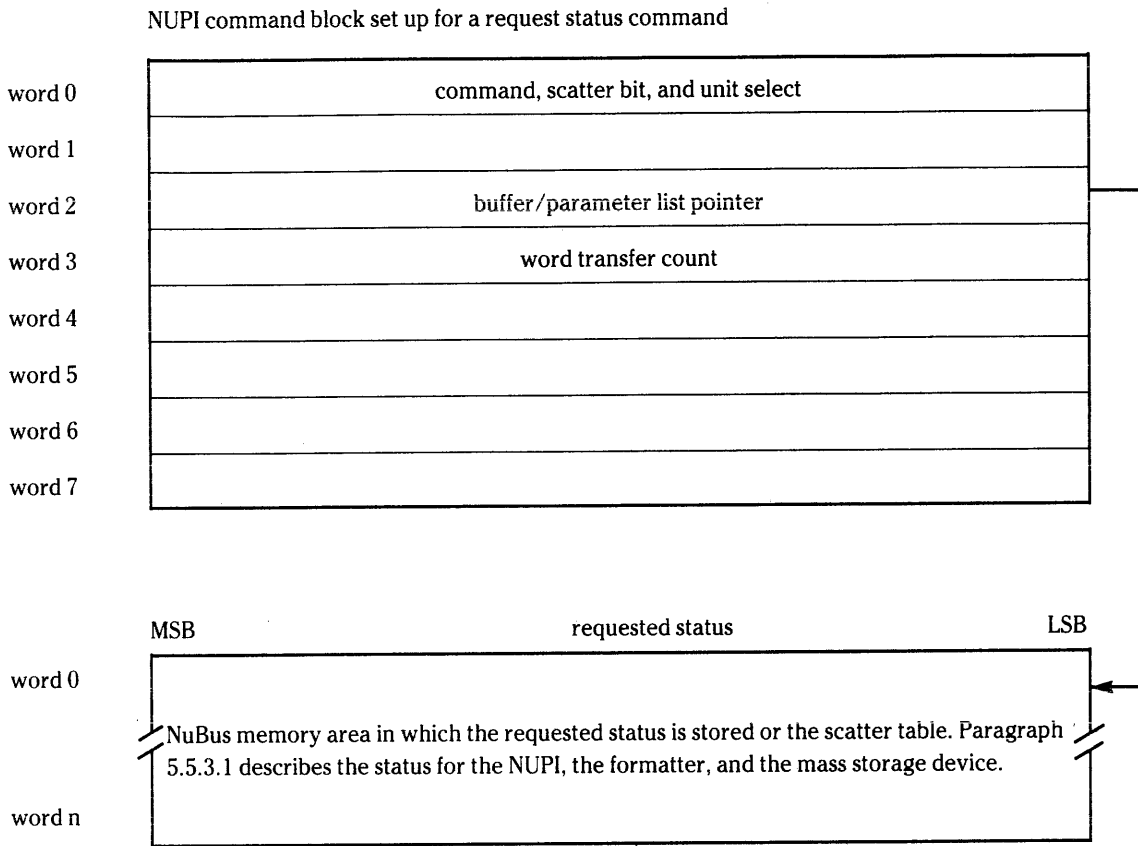 NUPI command block set up for a request status command
word 0 command, scatter bit, and unit select
word 1
word 2 buffer/parameter list pointer
word 3 word transfer count
word 4
word 5
word 6
word 7
MSB requested status LSB
word 0
NuBus memory area in which the requested status is stored or the scatter table. Paragraph
5.5.3.1 describes the status for the NUPI, the formatter, and the mass storage device.
word n